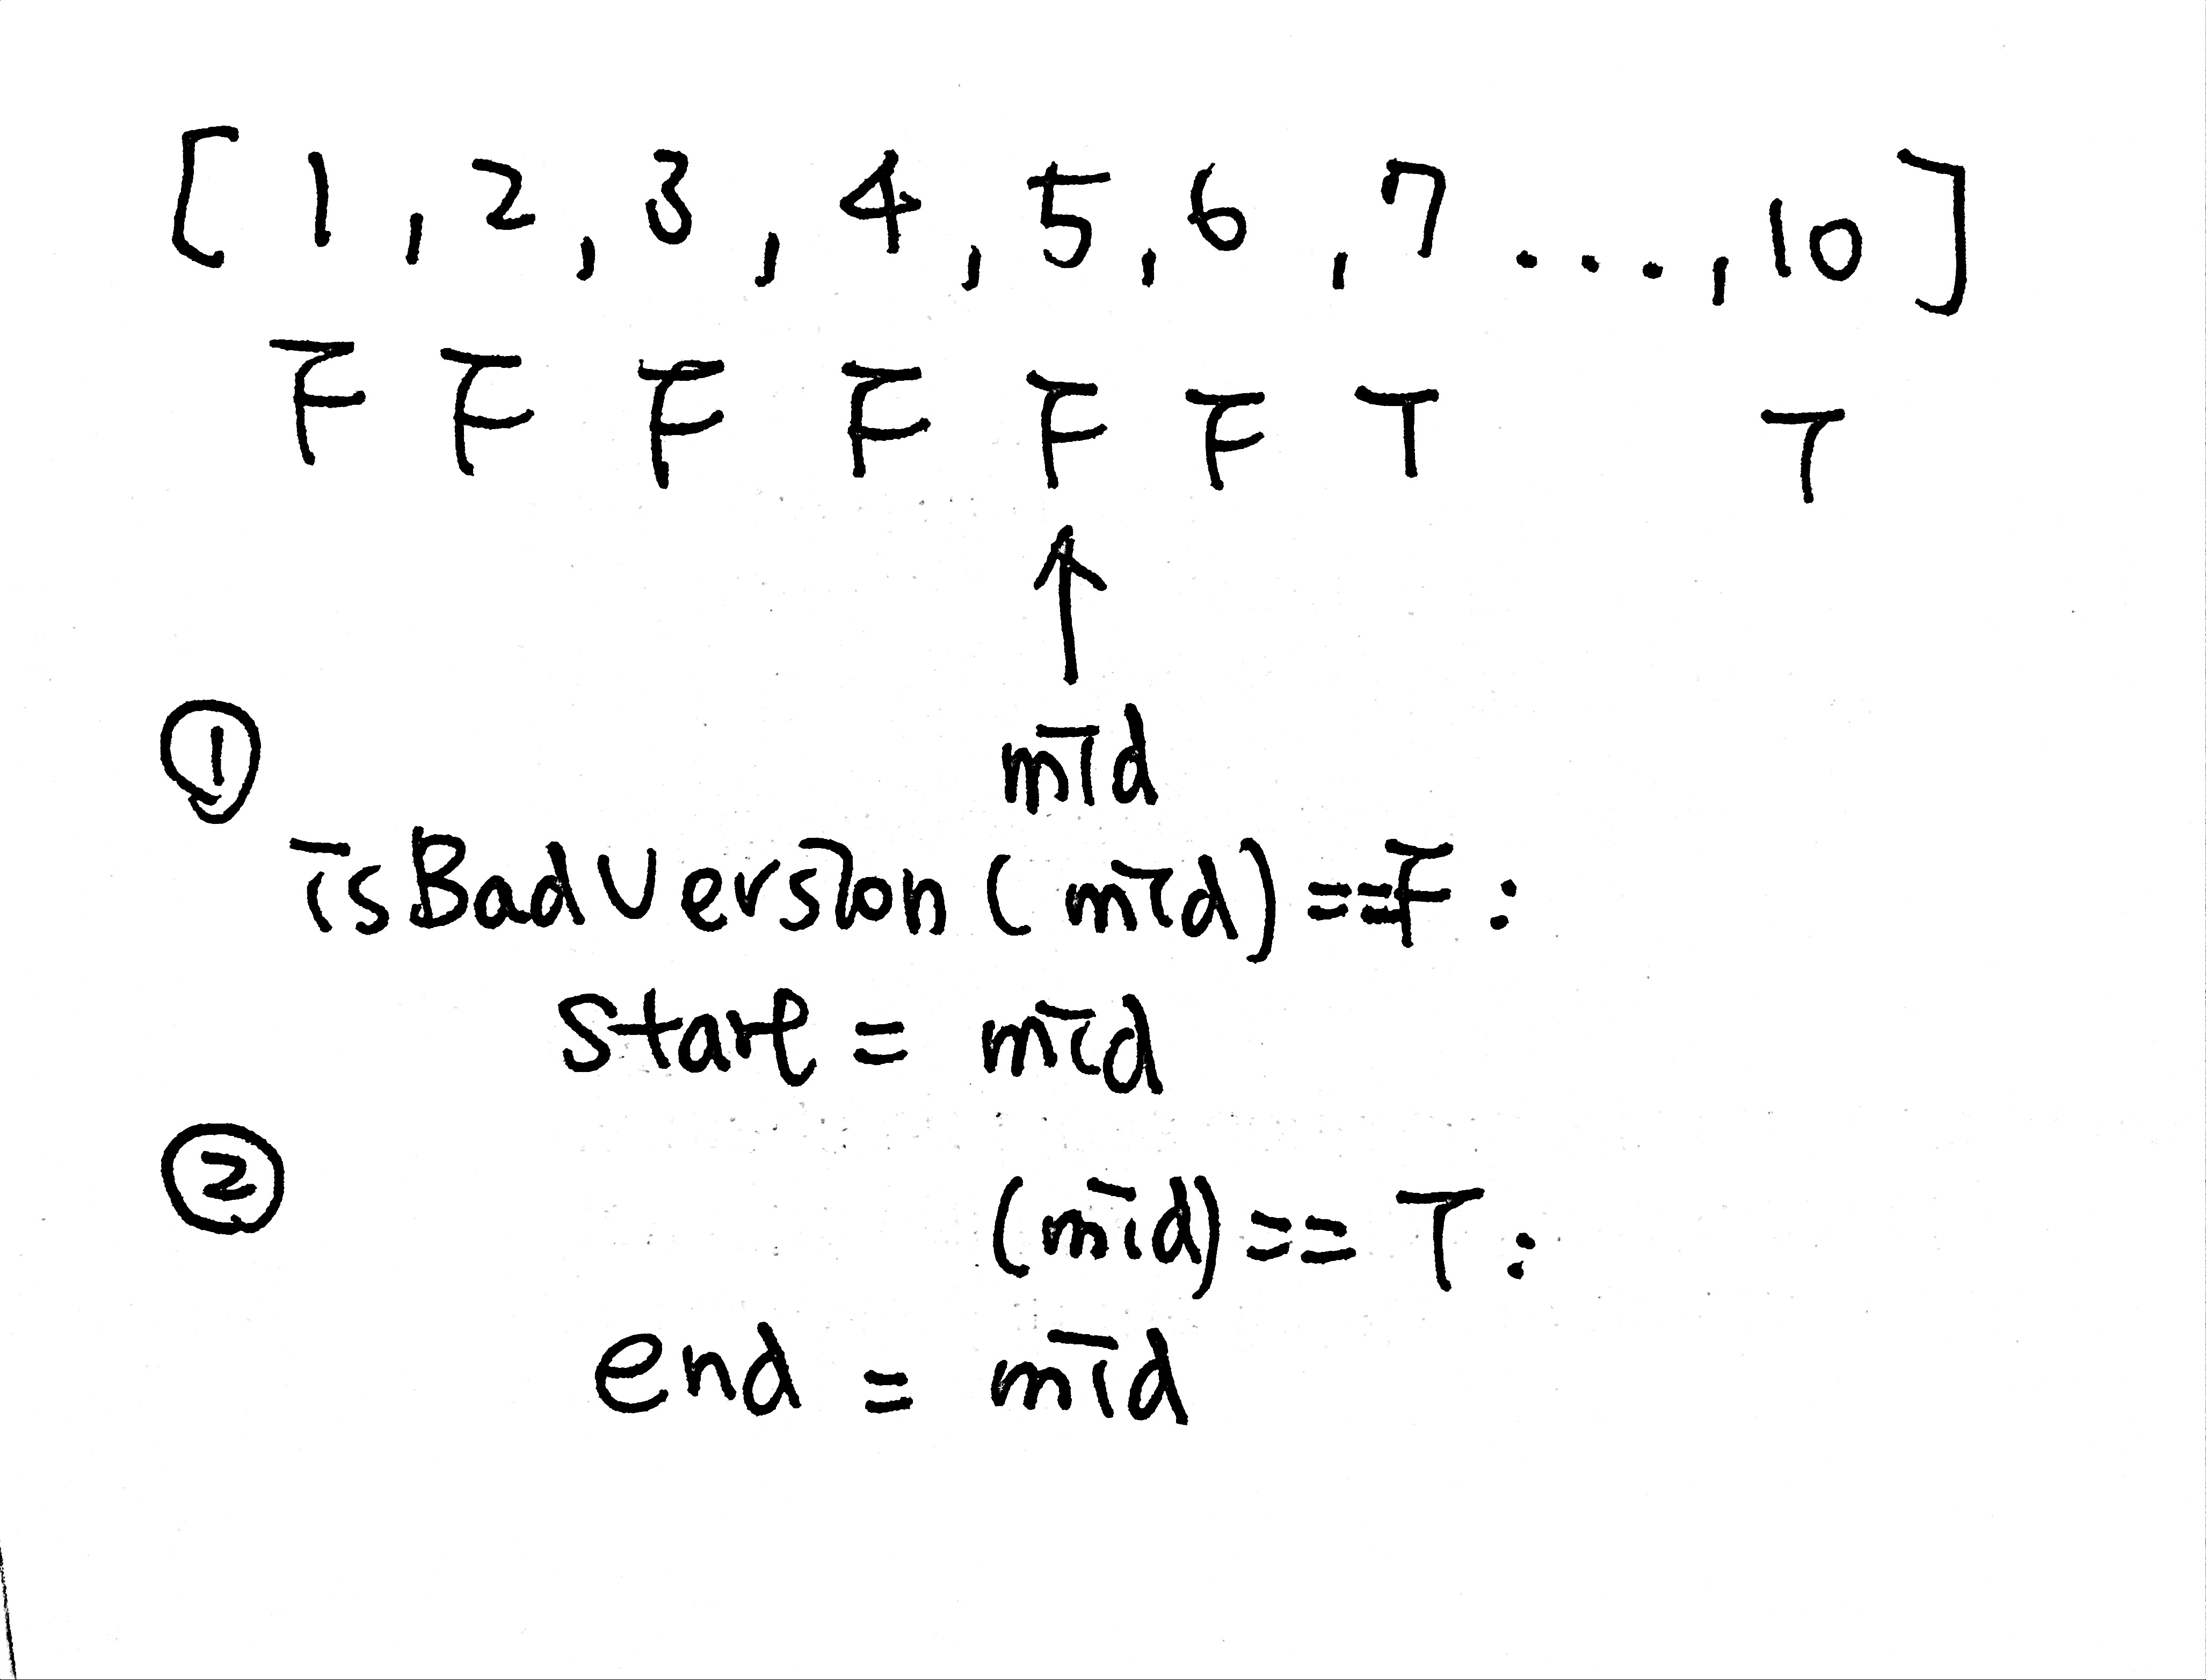 [ 1 , 2 , 3 , 4 , 5 , 6 , 7 ... , 10 ]
F F F F F F T T
mid
①
isBadVersion (mid) == F :
Start = mid
②
(mid) == T :
end = mid